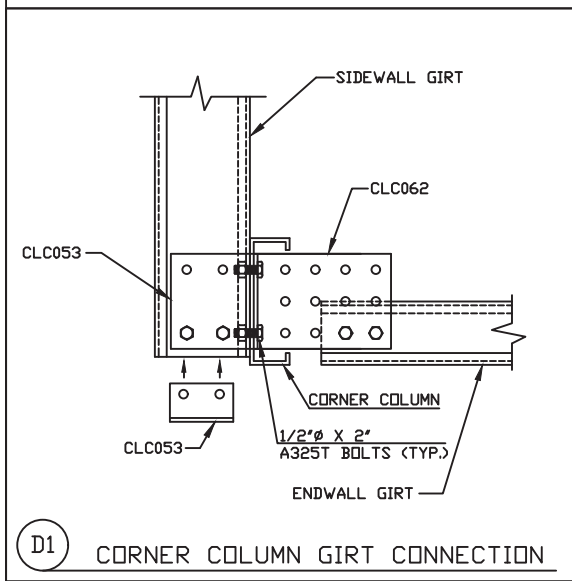 SIDEWALL GIRT
CLC062
CLC053
CORNER COLUMN
CLC053
1/2"ø X 2"
A325T BOLTS (TYP.)
ENDWALL GIRT
D1
CORNER COLUMN GIRT CONNECTION